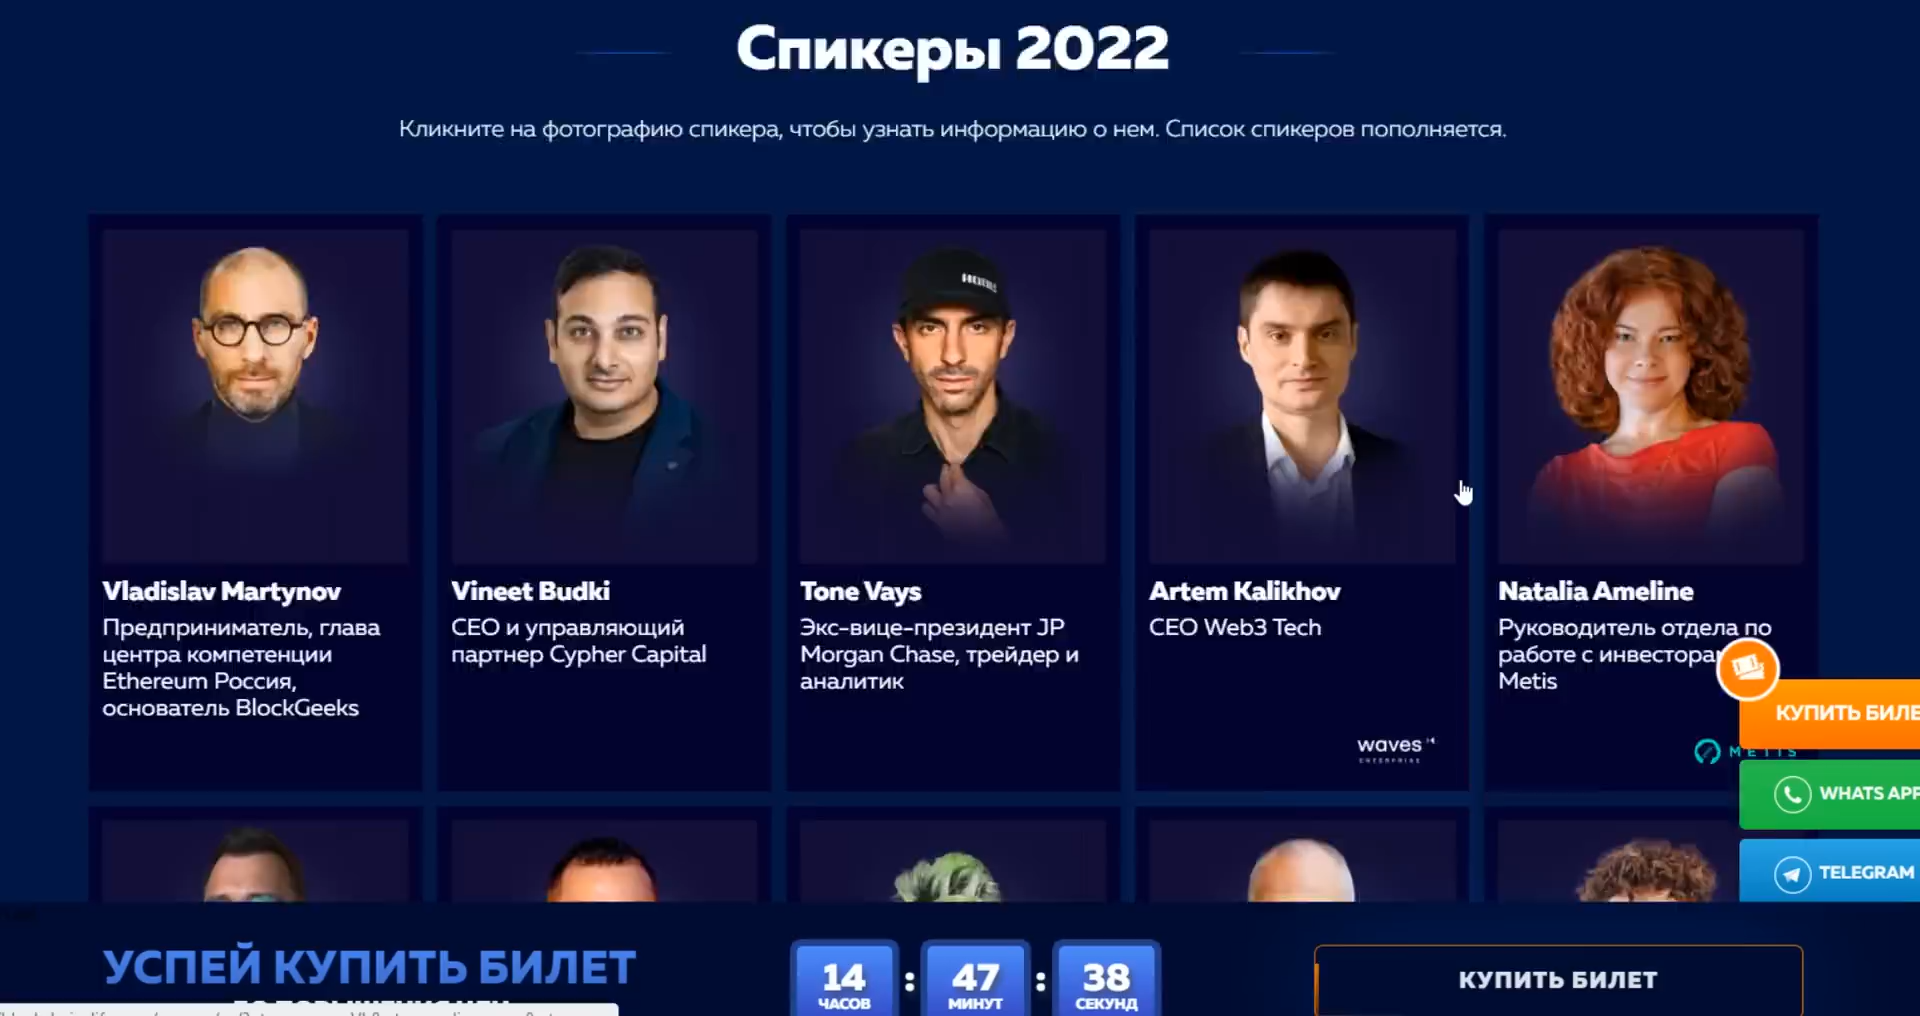 Спикеры 2022
Кликните на фотографию спикера, чтобы узнать информацию о нем. Список спикеров пополняется.
Vladislav Martynov
Предприниматель, глава
центра компетенции
Ethereum Россия,
основатель BlockGeeks
Vineet Budki
CEO и управляющий
партнер Cypher Capital
Tone Vays
Экс-вице-президент JP
Morgan Chase, трейдер и
аналитик
Artem Kalikhov
CEO Web3 Tech
waves
ENTERPRISE
Natalia Ameline
Руководитель отдела по
работе с инвестора
Metis
METIS
КУПИТЬ БИЛЕ
WHATS APP
TELEGRAM
УСПЕЙ КУПИТЬ БИЛЕТ
14 : 47 : 38
ЧАСОВ МИНУТ СЕКУНД
КУПИТЬ БИЛЕТ